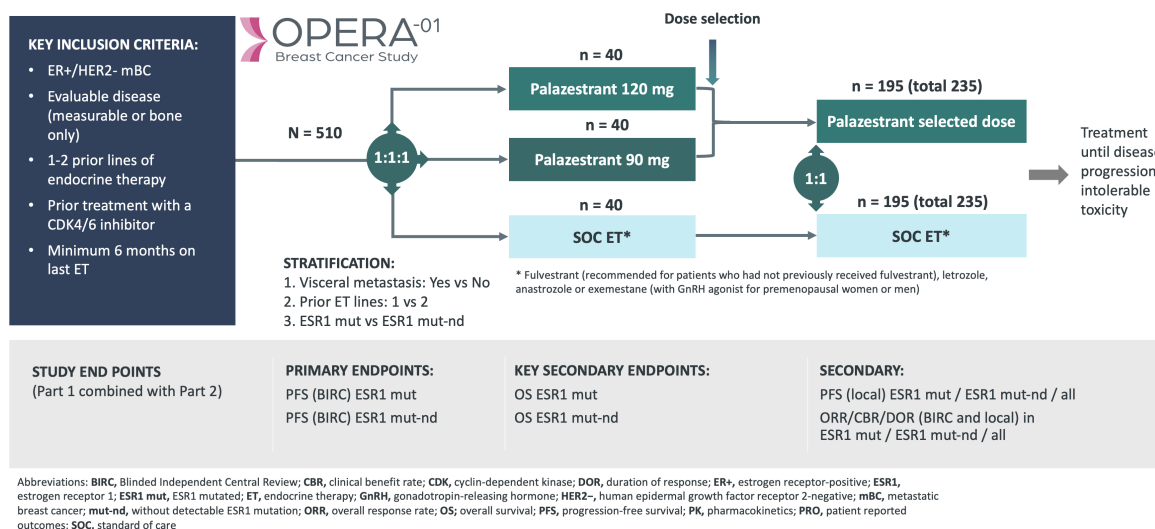 KEY INCLUSION CRITERIA:
• ER+/HER2- mBC
• Evaluable disease
(measurable or bone
only)
• 1-2 prior lines of
endocrine therapy
• Prior treatment with a
CDK4/6 inhibitor
• Minimum 6 months on
last ET
OPERA-01
Breast Cancer Study
N = 510
1:1:1
STRATIFICATION:
1. Visceral metastasis: Yes vs No
2. Prior ET lines: 1 vs 2
3. ESR1 mut vs ESR1 mut-nd
Dose selection
n = 40
Palazestrant 120 mg
n = 40
Palazestrant 90 mg
n = 40
SOC ET*
n = 195 (total 235)
Palazestrant selected dose
1:1
n = 195 (total 235)
SOC ET*
Treatment
until disease
progression
intolerable
toxicity
* Fulvestrant (recommended for patients who had not previously received fulvestrant), letrozole,
anastrozole or exemestane (with GnRH agonist for premenopausal women or men)
STUDY END POINTS
(Part 1 combined with Part 2)
PRIMARY ENDPOINTS:
PFS (BIRC) ESR1 mut
PFS (BIRC) ESR1 mut-nd
KEY SECONDARY ENDPOINTS:
OS ESR1 mut
OS ESR1 mut-nd
SECONDARY:
PFS (local) ESR1 mut / ESR1 mut-nd / all
ORR/CBR/DOR (BIRC and local) in
ESR1 mut / ESR1 mut-nd / all
Abbreviations: BIRC, Blinded Independent Central Review; CBR, clinical benefit rate; CDK, cyclin-dependent kinase; DOR, duration of response; ER+, estrogen receptor-positive; ESR1,
estrogen receptor 1; ESR1 mut, ESR1 mutated; ET, endocrine therapy; GnRH, gonadotropin-releasing hormone; HER2−, human epidermal growth factor receptor 2-negative; mBC, metastatic
breast cancer; mut-nd, without detectable ESR1 mutation; ORR, overall response rate; OS; overall survival; PFS, progression-free survival; PK, pharmacokinetics; PRO, patient reported
outcomes: SOC, standard of care